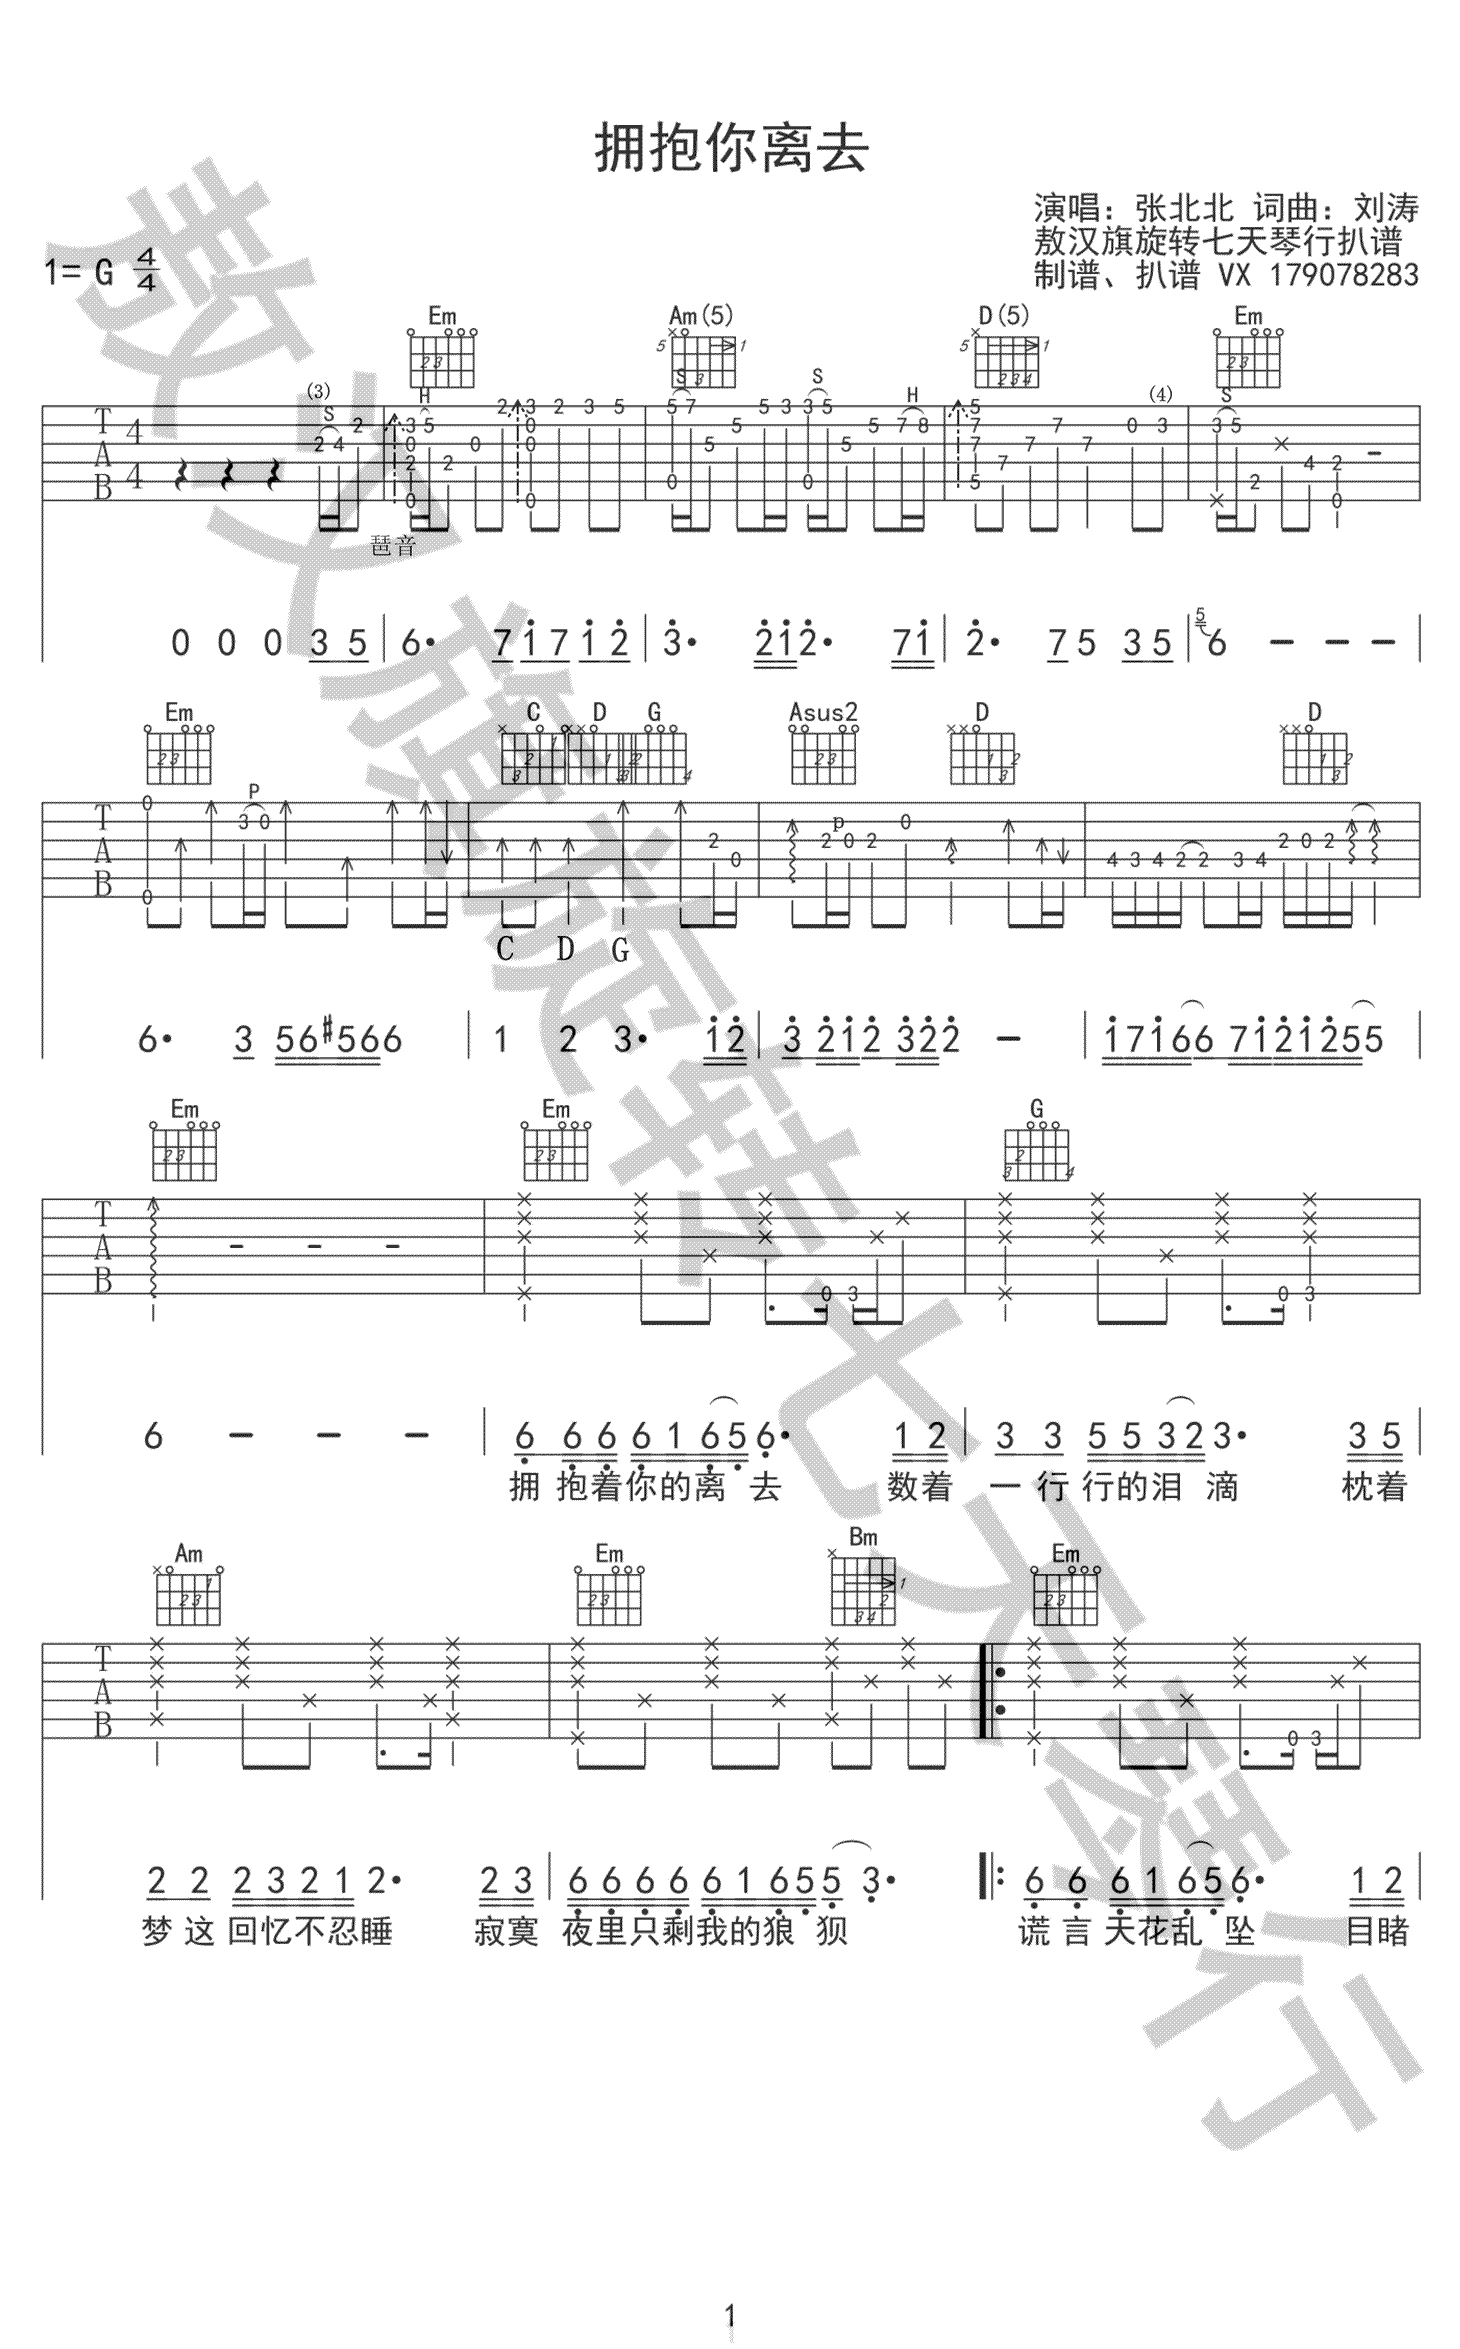 拥抱你离去
演唱：张北北 词曲：刘涛
敖汉旗旋转七天琴行扒谱
制谱、扒谱 VX 179078283
1= G 4/4
Em Am(5) D(5) Em
琶音
0 0 0 3 5 6· 7 1 7 1 2 3· 2 1 2· 7 1 2· 7 5 3 5 5 6 − − −
Em C D G Asus2 D D
C D G
6· 3 5 6 #5 6 6 1 2 3· 1 2 3 2 1 2 3 2 2 − 1 7 1 6 6 7 1 2 1 2 5 5
Em Em G
6 − − − 6 6 6 6 1 6 5 6· 1 2 3 3 5 5 3 2 3· 3 5
拥 抱着你的离 去 数着 一 行 行的泪 滴 枕着
Am Em Bm Em
2 2 2 3 2 1 2· 2 3 6 6 6 6 6 1 6 5 5 3· 6 6 6 1 6 5 6· 1 2
梦 这 回忆不忍睡 寂寞 夜里只剩我的狼 狈 谎 言 天花乱 坠 目睹
1
敖汉旗旋转七天琴行